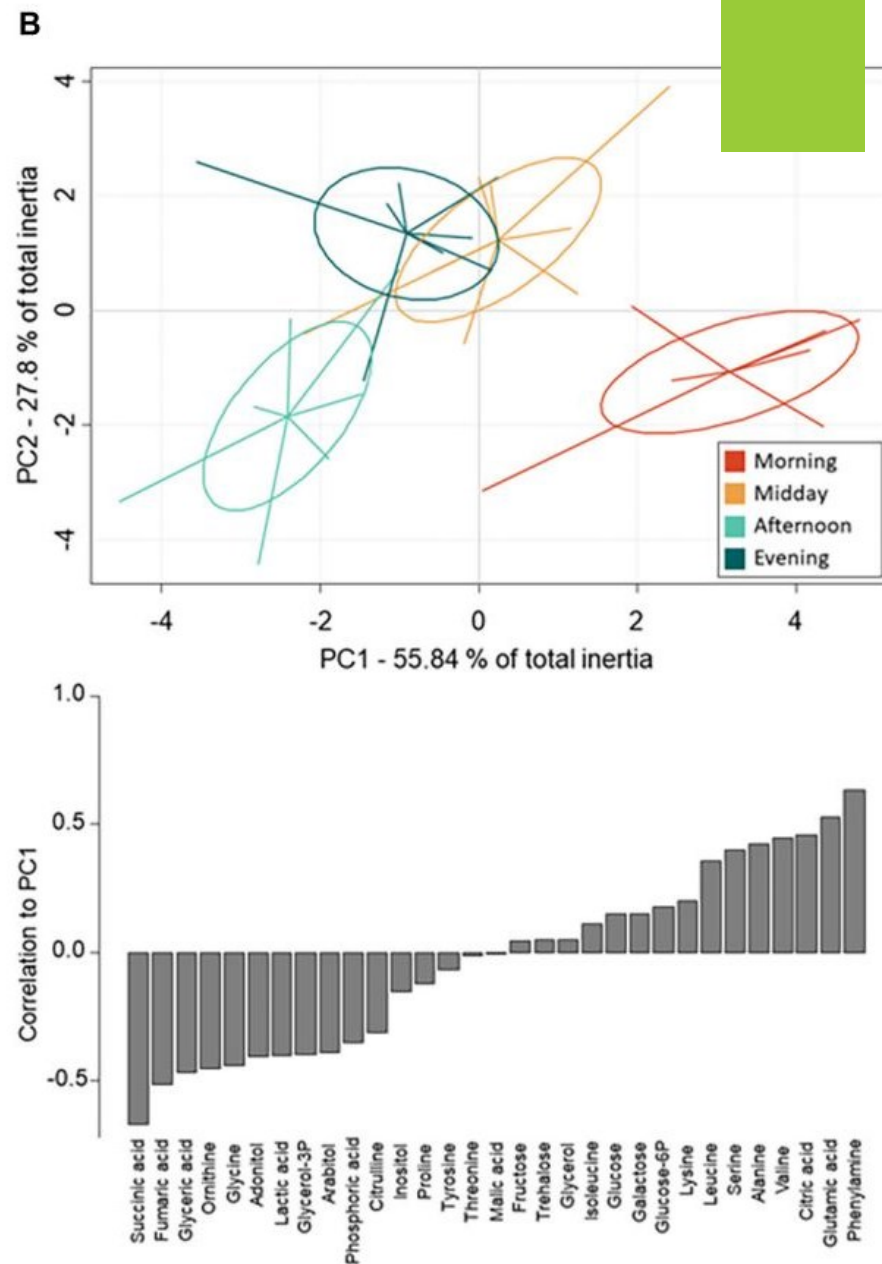 B
4
2
0
-2
-4
PC2 - 27.8 % of total inertia
Morning
Midday
Afternoon
Evening
-4
-2
0
2
4
PC1 - 55.84 % of total inertia
1.0
0.5
0.0
-0.5
Correlation to PC1
Succinic acid
Fumaric acid
Glyceric acid
Ornithine
Glycine
Adonitol
Lactic acid
Glycerol-3P
Arabitol
Phosphoric acid
Citrulline
Inositol
Proline
Tyrosine
Threonine
Malic acid
Fructose
Trehalose
Glycerol
Isoleucine
Glucose
Galactose
Glucose-6P
Lysine
Leucine
Serine
Alanine
Valine
Citric acid
Glutamic acid
Phenylamine